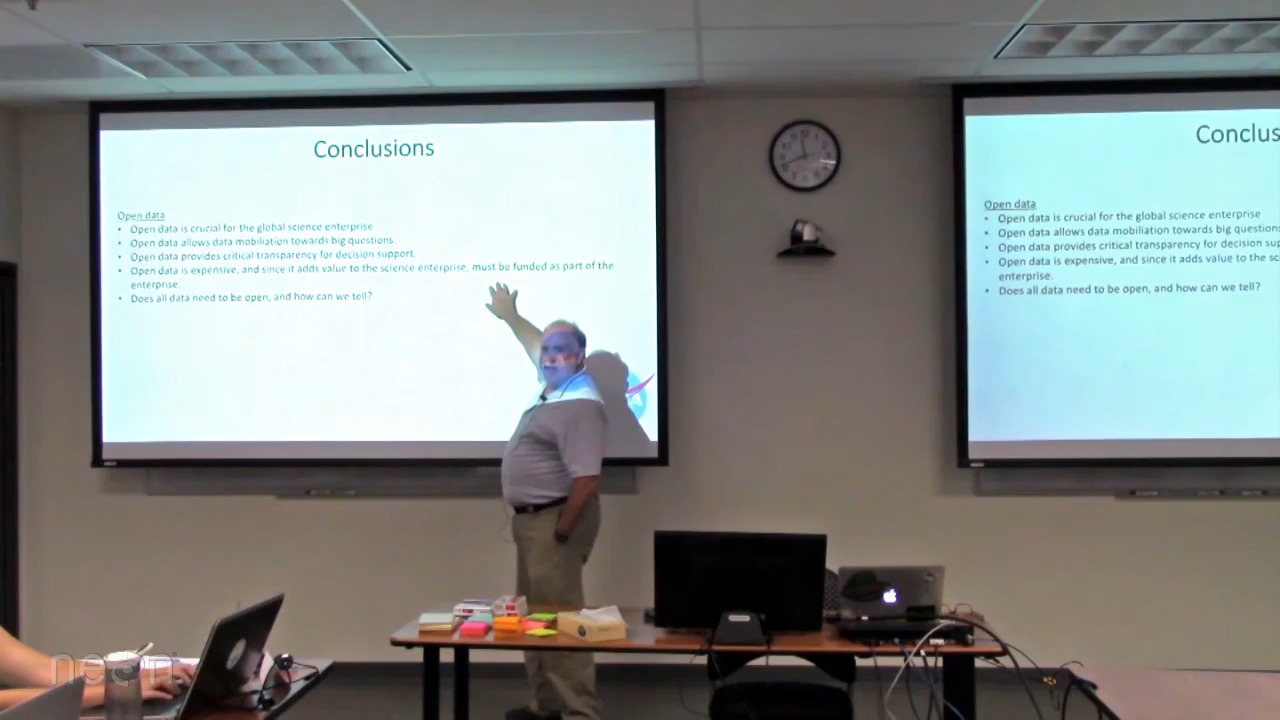 Conclusions
Open data
• Open data is crucial for the global science enterprise
• Open data allows data mobiliation towards big questions.
• Open data provides critical transparency for decision support.
• Open data is expensive, and since it adds value to the science enterprise, must be funded as part of the
enterprise.
• Does all data need to be open, and how can we tell?
Conclus
Open data
• Open data is crucial for the global science enterprise
• Open data allows data mobiliation towards big questions
• Open data provides critical transparency for decision sup
• Open data is expensive, and since it adds value to the sc
enterprise.
• Does all data need to be open, and how can we tell?
neon